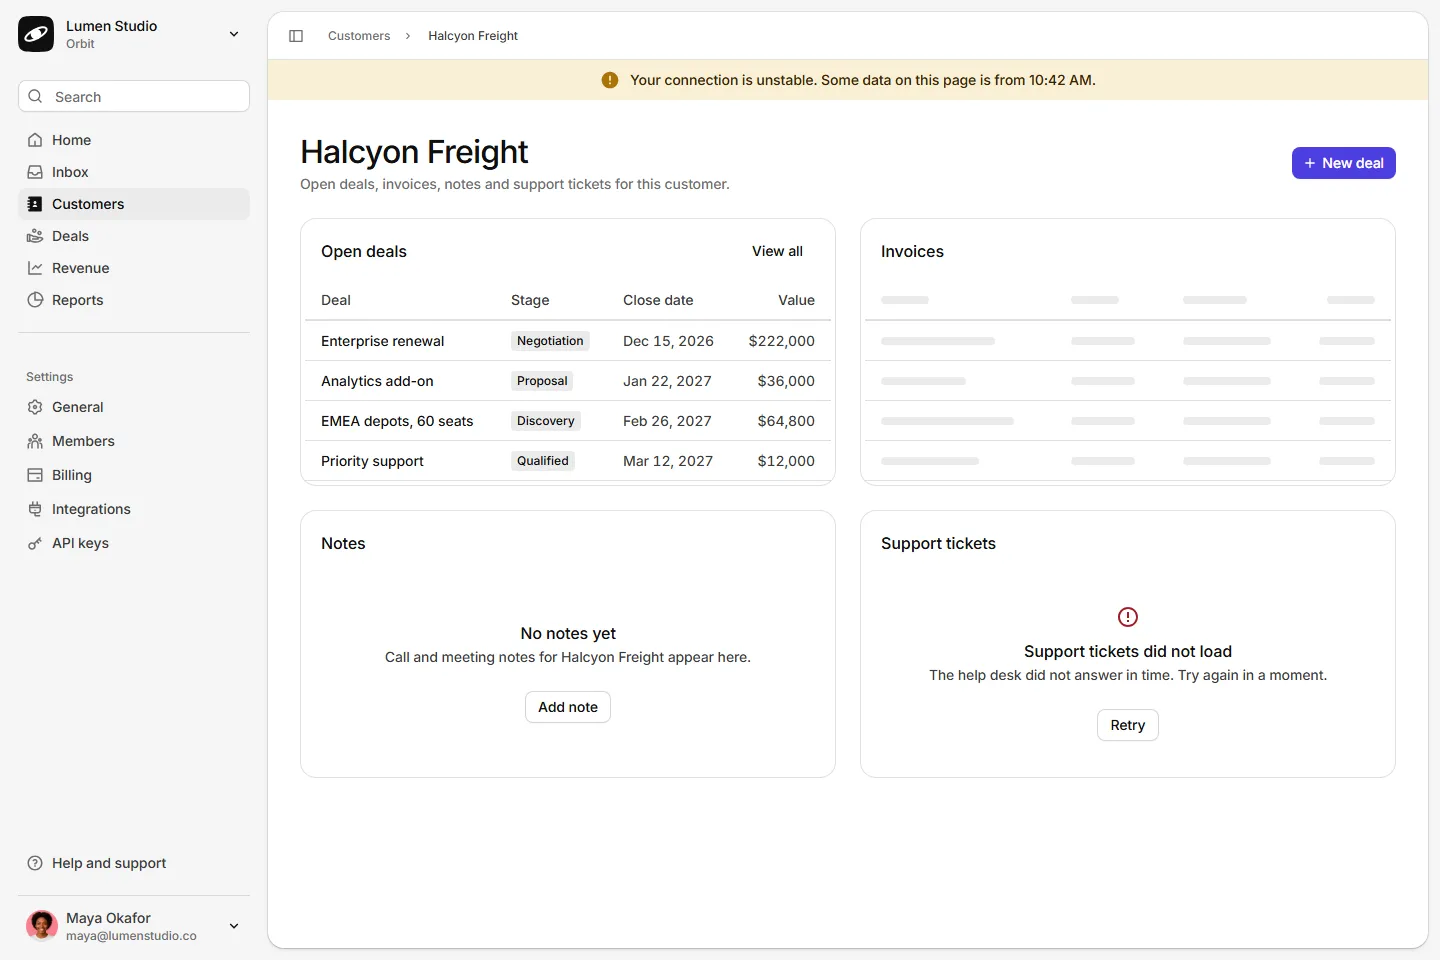 Lumen Studio
Orbit
Search
Home
Inbox
Customers
Deals
Revenue
Reports
Settings
General
Members
Billing
Integrations
API keys
Help and support
Maya Okafor
maya@lumenstudio.co
Customers › Halcyon Freight
Your connection is unstable. Some data on this page is from 10:42 AM.
Halcyon Freight
Open deals, invoices, notes and support tickets for this customer.
+ New deal
Open deals View all
Deal Stage Close date Value
Enterprise renewal Negotiation Dec 15, 2026 $222,000
Analytics add-on Proposal Jan 22, 2027 $36,000
EMEA depots, 60 seats Discovery Feb 26, 2027 $64,800
Priority support Qualified Mar 12, 2027 $12,000
Invoices
Notes
No notes yet
Call and meeting notes for Halcyon Freight appear here.
Add note
Support tickets
Support tickets did not load
The help desk did not answer in time. Try again in a moment.
Retry